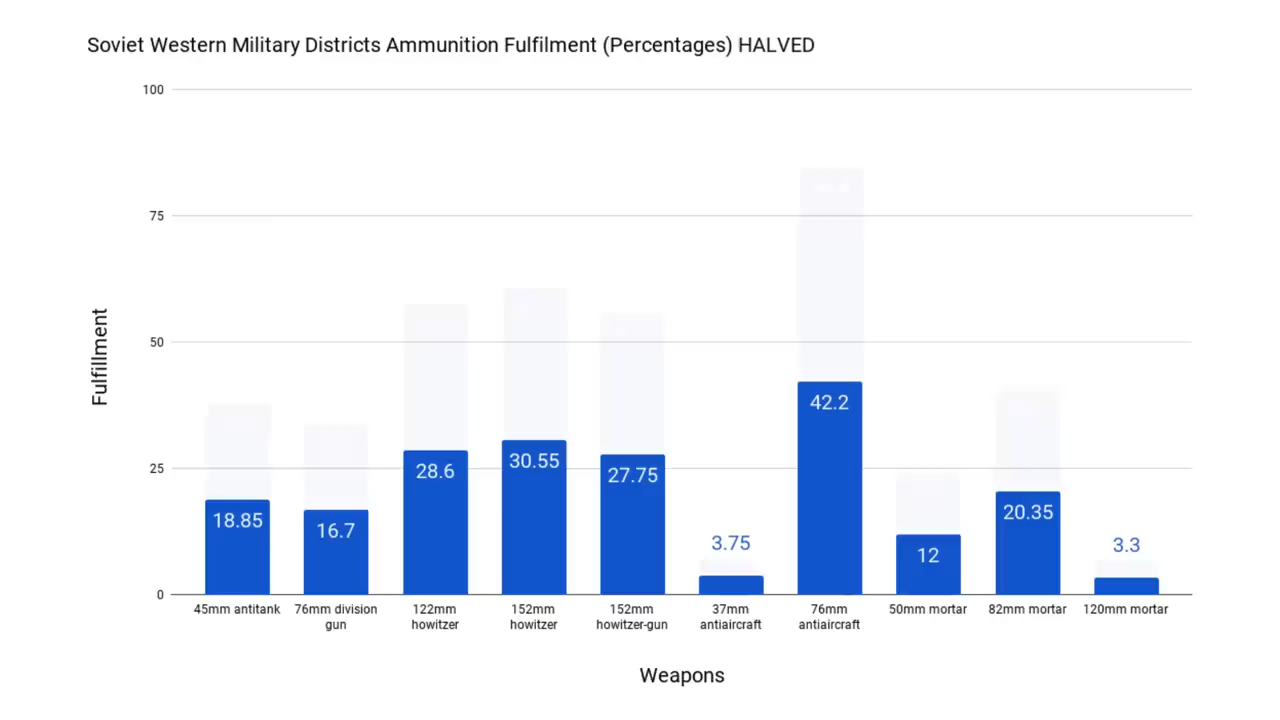 Soviet Western Military Districts Ammunition Fulfilment (Percentages) HALVED
100
75
50
25
0
Fulfillment
18.85
16.7
28.6
30.55
27.75
3.75
42.2
12
20.35
3.3
45mm antitank
76mm division
gun
122mm
howitzer
152mm
howitzer
152mm
howitzer-gun
37mm
antiaircraft
76mm
antiaircraft
50mm mortar
82mm mortar
120mm mortar
Weapons